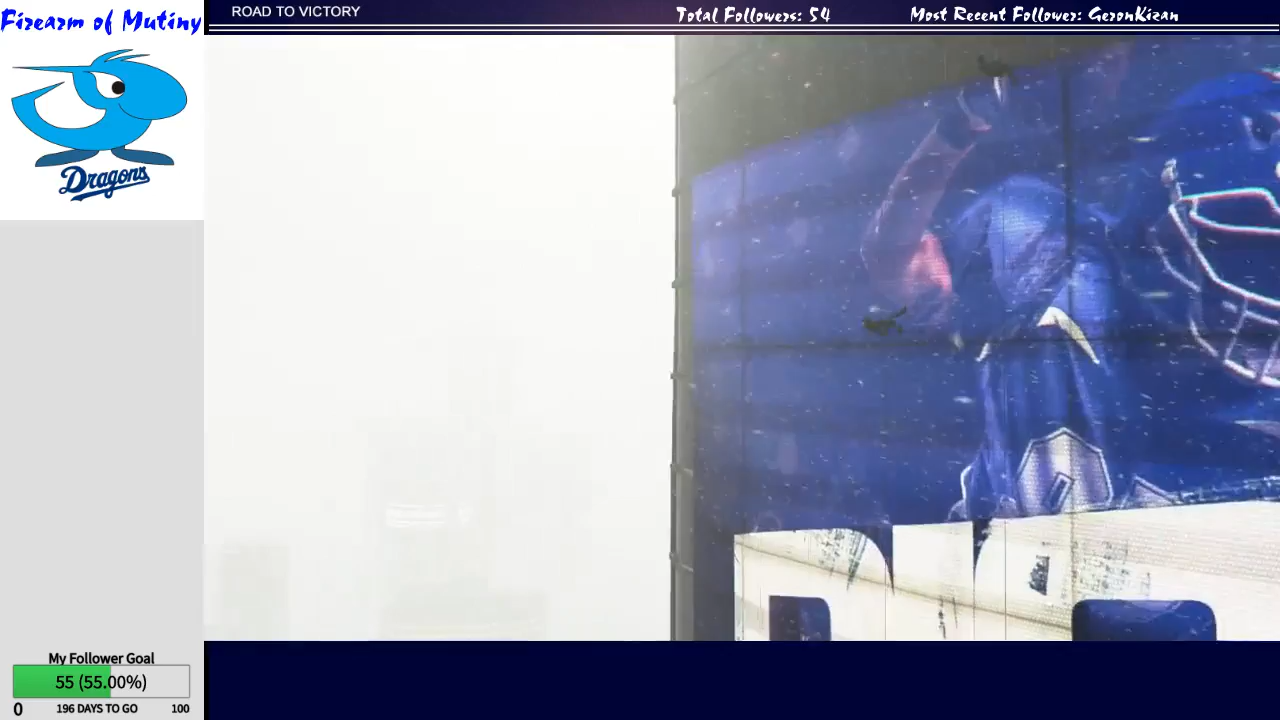 Firearm of Mutiny
ROAD TO VICTORY
Total Followers: 54
Most Recent Follower: GeronKizan
Dragons
My Follower Goal
55 (55.00%)
0
196 DAYS TO GO
100